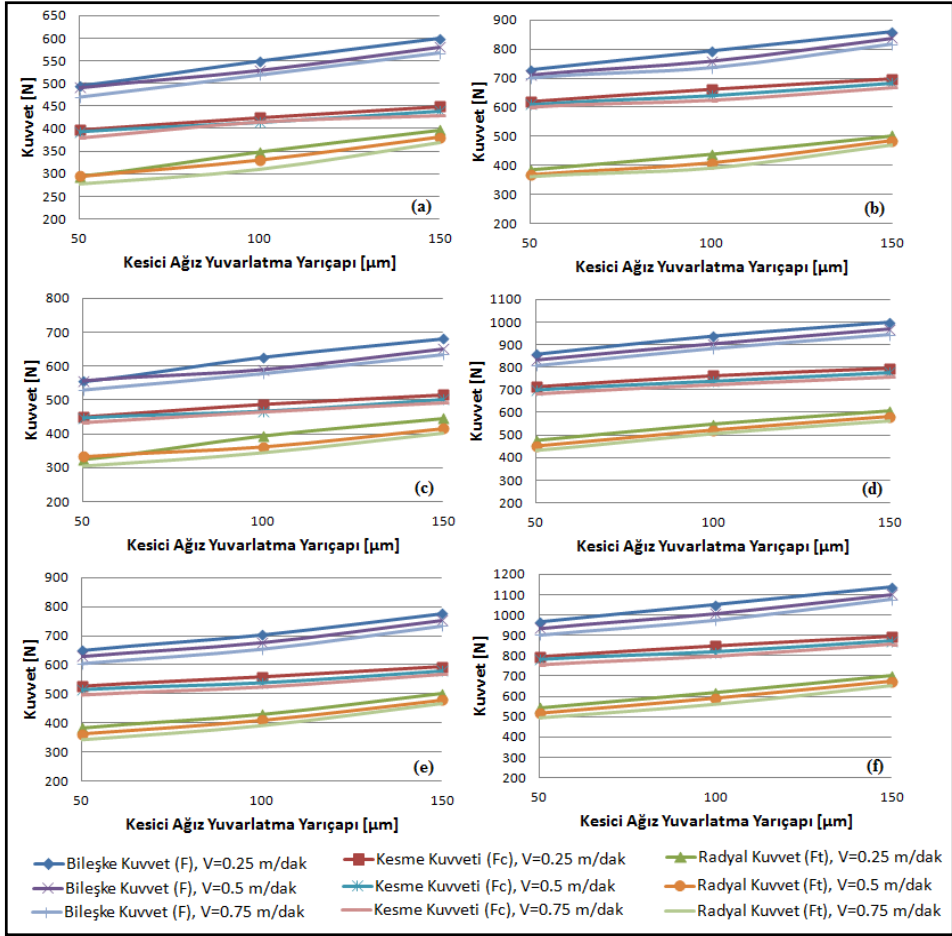 650
600
550
500
450
400
350
300
250
200
Kuvvet [N]
50
100
150
(a)
Kesici Ağız Yuvarlatma Yarıçapı [µm]
900
800
700
600
500
400
300
200
Kuvvet [N]
50
100
150
(b)
Kesici Ağız Yuvarlatma Yarıçapı [µm]
800
700
600
500
400
300
200
Kuvvet [N]
50
100
150
(c)
Kesici Ağız Yuvarlatma Yarıçapı [µm]
1100
1000
900
800
700
600
500
400
300
200
Kuvvet [N]
50
100
150
(d)
Kesici Ağız Yuvarlatma Yarıçapı [µm]
900
800
700
600
500
400
300
200
Kuvvet [N]
50
100
150
(e)
Kesici Ağız Yuvarlatma Yarıçapı [µm]
1200
1100
1000
900
800
700
600
500
400
300
200
Kuvvet [N]
50
100
150
(f)
Kesici Ağız Yuvarlatma Yarıçapı [µm]
Bileşke Kuvvet (F), V=0.25 m/dak
Kesme Kuvveti (Fc), V=0.25 m/dak
Radyal Kuvvet (Ft), V=0.25 m/dak
Bileşke Kuvvet (F), V=0.5 m/dak
Kesme Kuvveti (Fc), V=0.5 m/dak
Radyal Kuvvet (Ft), V=0.5 m/dak
Bileşke Kuvvet (F), V=0.75 m/dak
Kesme Kuvveti (Fc), V=0.75 m/dak
Radyal Kuvvet (Ft), V=0.75 m/dak